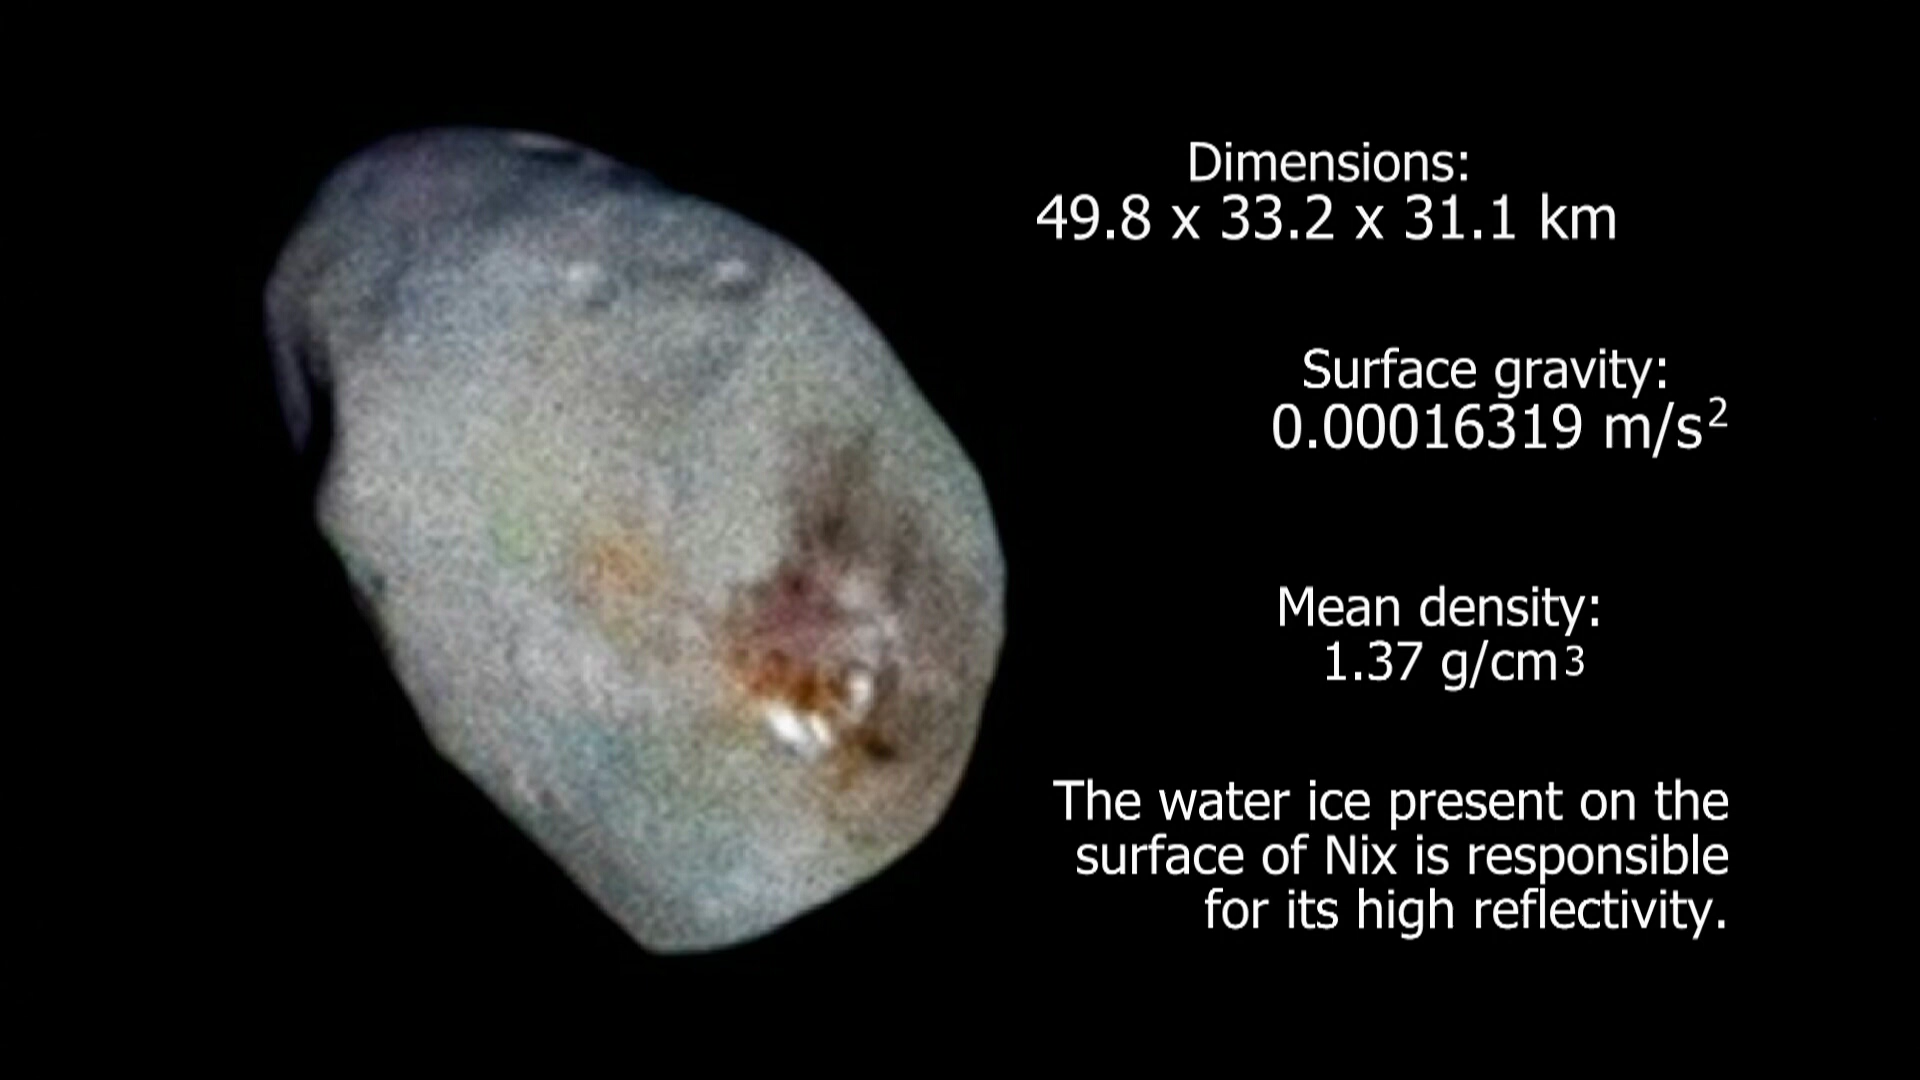 Dimensions:
49.8 x 33.2 x 31.1 km
Surface gravity:
0.00016319 m/s²
Mean density:
1.37 g/cm3
The water ice present on the
surface of Nix is responsible
for its high reflectivity.